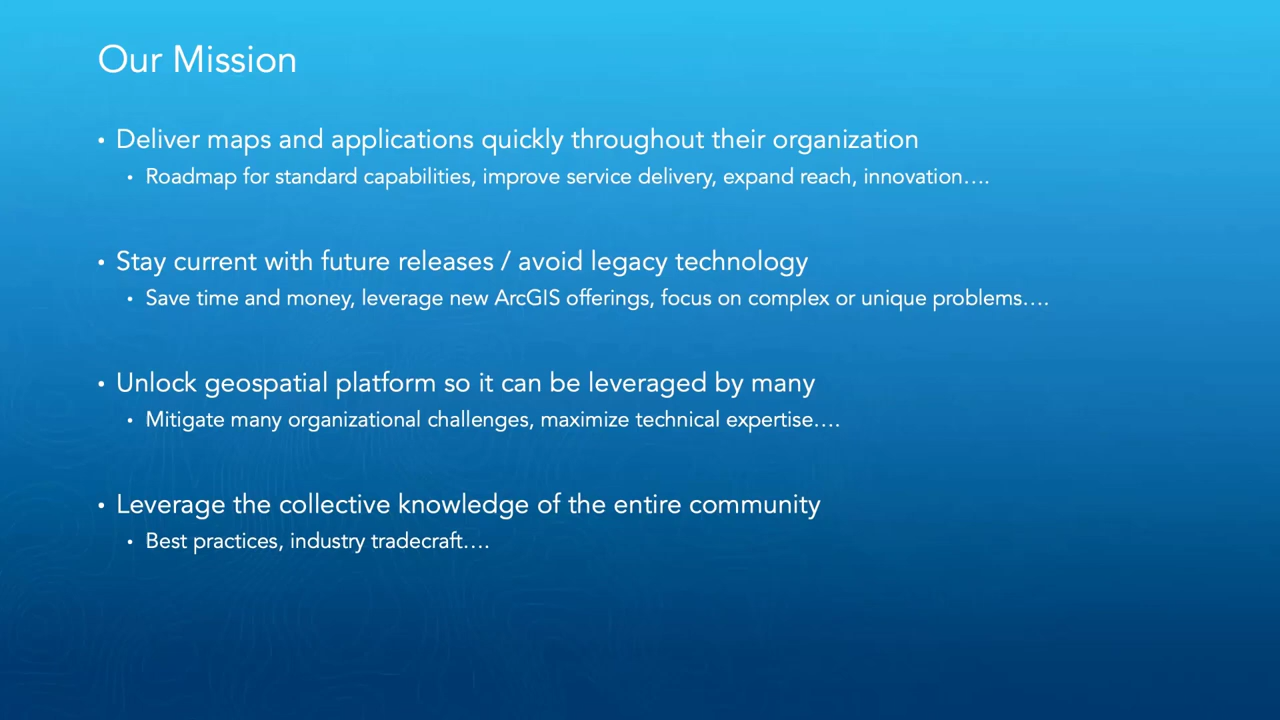 Our Mission
• Deliver maps and applications quickly throughout their organization
• Roadmap for standard capabilities, improve service delivery, expand reach, innovation….
• Stay current with future releases / avoid legacy technology
• Save time and money, leverage new ArcGIS offerings, focus on complex or unique problems….
• Unlock geospatial platform so it can be leveraged by many
• Mitigate many organizational challenges, maximize technical expertise….
• Leverage the collective knowledge of the entire community
• Best practices, industry tradecraft….